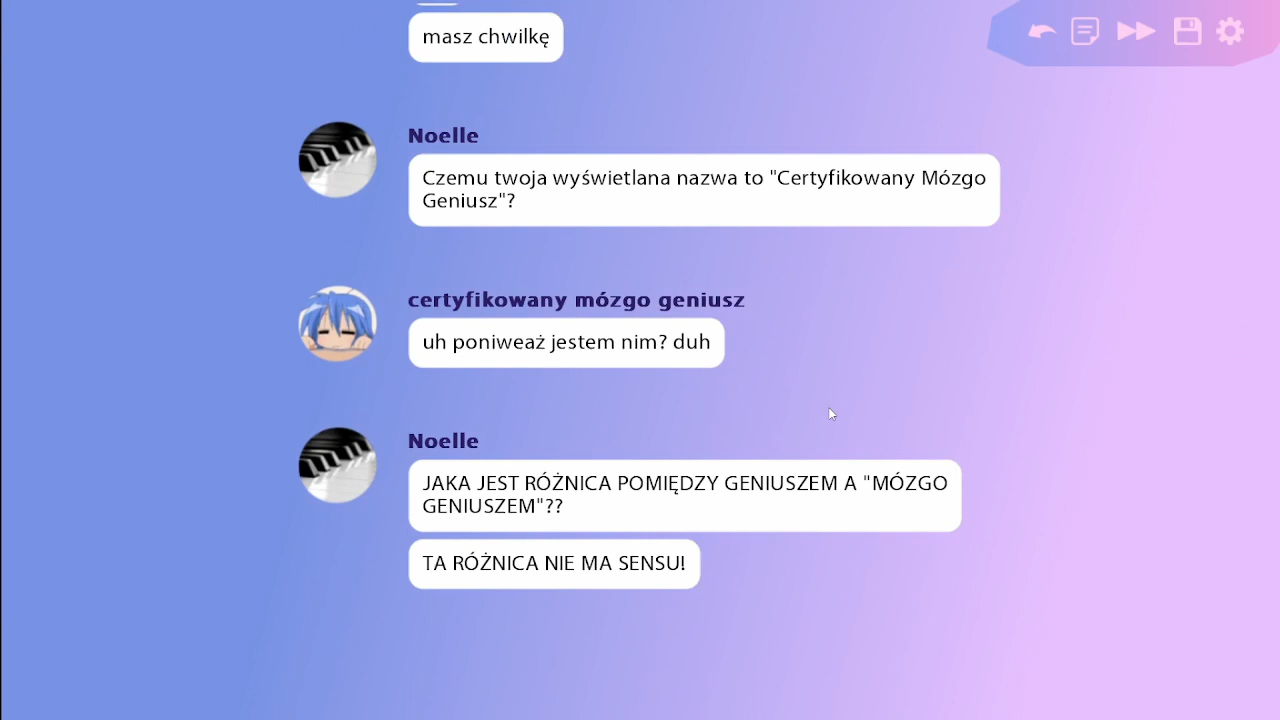 masz chwilkę
Noelle
Czemu twoja wyświetlana nazwa to "Certyfikowany Mózgo
Geniusz"?
certyfikowany mózgo geniusz
uh poniweaż jestem nim? duh
Noelle
JAKA JEST RÓŻNICA POMIĘDZY GENIUSZEM A "MÓZGO
GENIUSZEM"??
TA RÓŻNICA NIE MA SENSU!